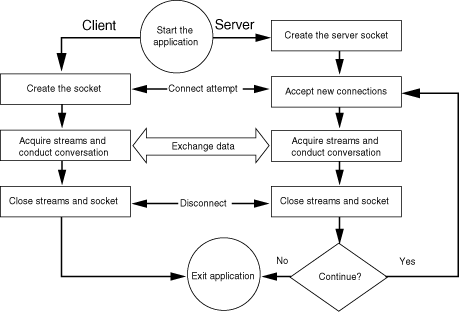 Client
Start the
application
Server
Create the server socket
Create the socket
Connect attempt
Accept new connections
Acquire streams and
conduct conversation
Exchange data
Acquire streams and
conduct conversation
Close streams and socket
Disconnect
Close streams and socket
Exit application
No
Continue?
Yes